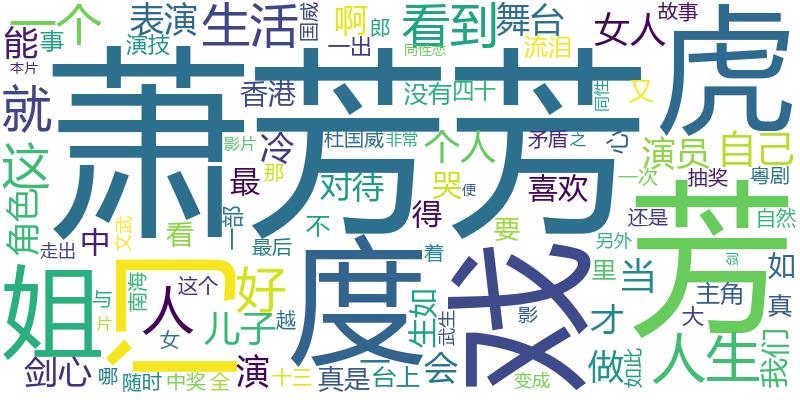 一个
表演
生活
国威
啊
郎
看到
舞台
女人
故事
虎
能
事
演技
一出
同性恋
流泪
本片
萧芳芳
香港
没有
四十
同性
又
就
影片
冷
杜国威
非常
个人
矛盾
之
心
演员
自己
这
那
最
对待
哭
便
喜欢
一次
抽奖
粤剧
角色
中
文武
看
一部
不
得
要
还是
自然
走出
最后
着
另外
芳
姐
只
人
这个
好
度
戏
里
当
主角
如
与
南海
儿子
越
生如
武生
影
才
大
真
片
女
剑心
哪
随时
中奖
全
演
十三
真是
台上
会
变成
做
如此
人生
我们